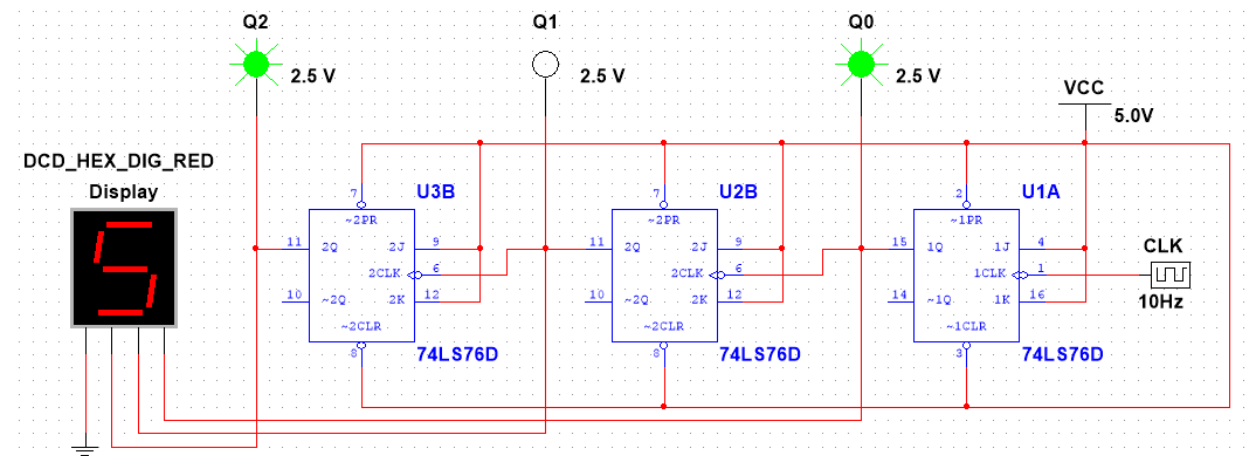 Q2 Q1 Q0
2.5 V 2.5 V 2.5 V
VCC
5.0V
DCD_HEX_DIG_RED
Display
7 U3B 7 U2B 2 U1A
~2PR ~2PR ~1PR
11 2Q 2J 9 11 2Q 2J 9 15 1Q 1J 4 CLK
2CLK 6 2CLK 6 1CLK 1
10 ~2Q 2K 12 10 ~2Q 2K 12 14 ~1Q 1K 16 10Hz
~2CLR ~2CLR ~1CLR
8 74LS76D 8 74LS76D 3 74LS76D
5